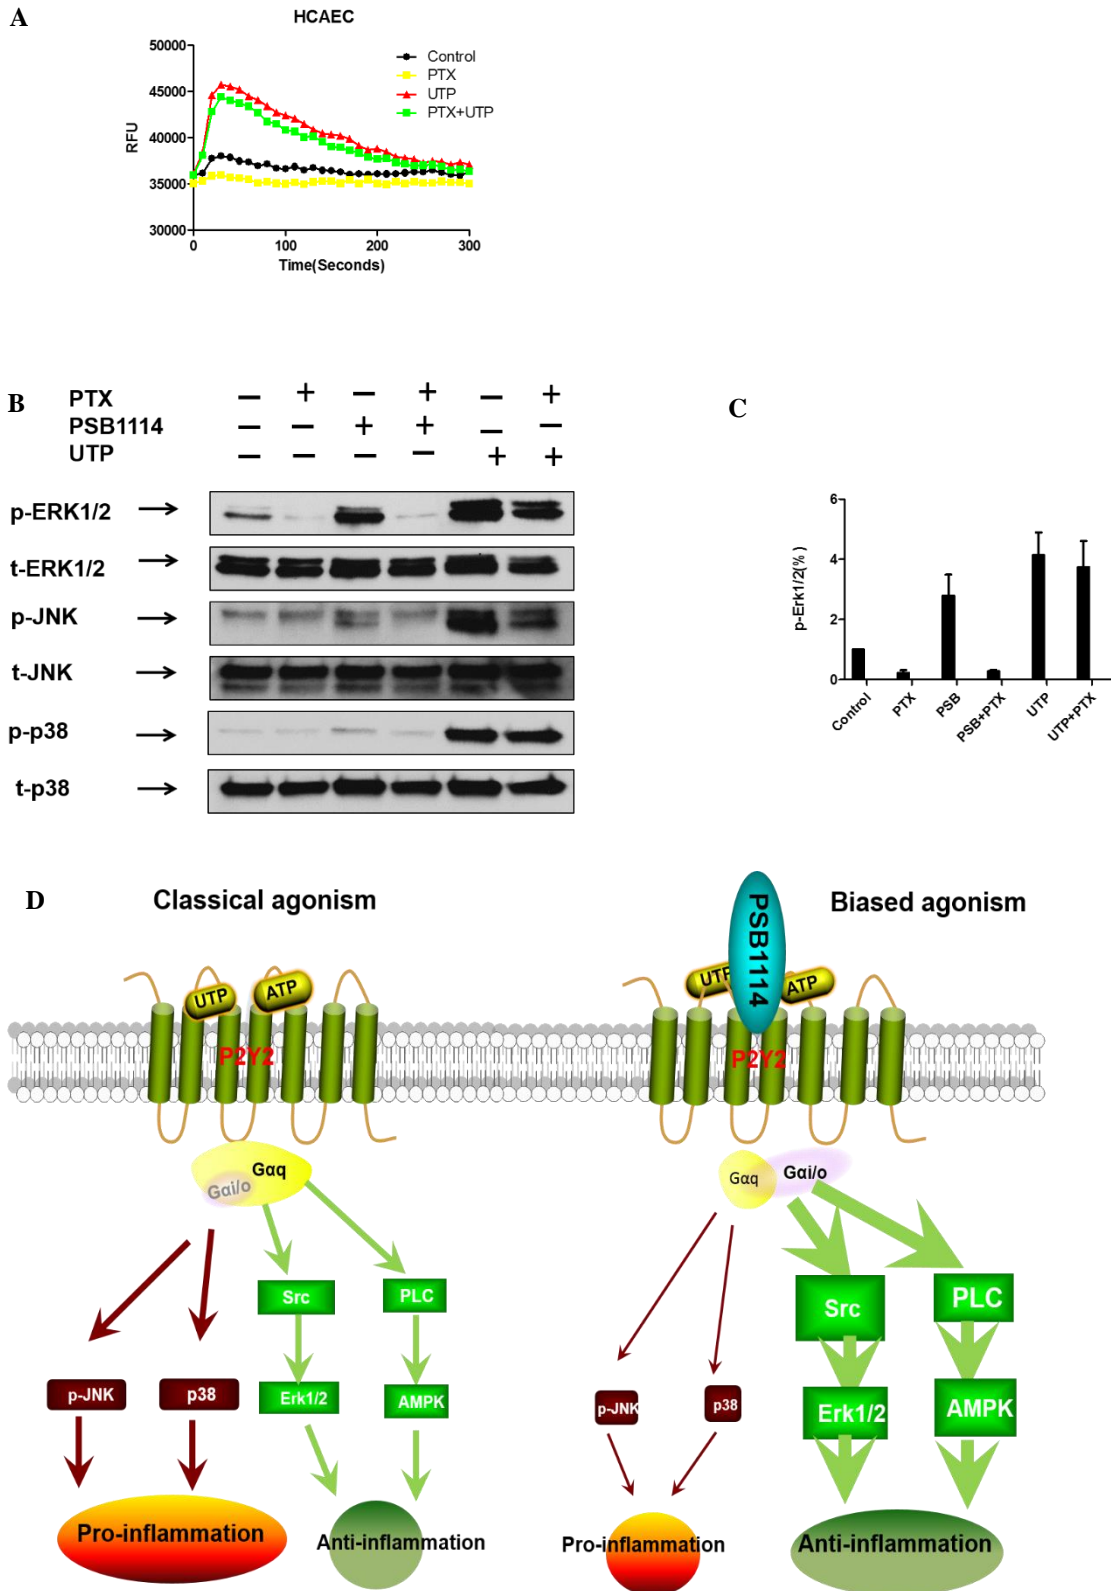 A
HCAEC
50000
45000
40000
35000
30000
RFU
0
100
200
300
Time(Seconds)
Control
PTX
UTP
PTX+UTP
B
PTX − + − + − +
PSB1114 − − + + − −
UTP − − − − + +
p-ERK1/2
t-ERK1/2
p-JNK
t-JNK
p-p38
t-p38
C
6
4
2
0
p-Erk1/2(%)
Control
PTX
PSB
PSB+PTX
UTP
UTP+PTX
D
Classical agonism
UTP
ATP
P2Y2
Gαq
Gαi/o
Src
PLC
p-JNK
p38
Erk1/2
AMPK
Pro-inflammation
Anti-inflammation
Biased agonism
PSB1114
UTP
ATP
P2Y2
Gαq
Gαi/o
Src
PLC
p-JNK
p38
Erk1/2
AMPK
Pro-inflammation
Anti-inflammation